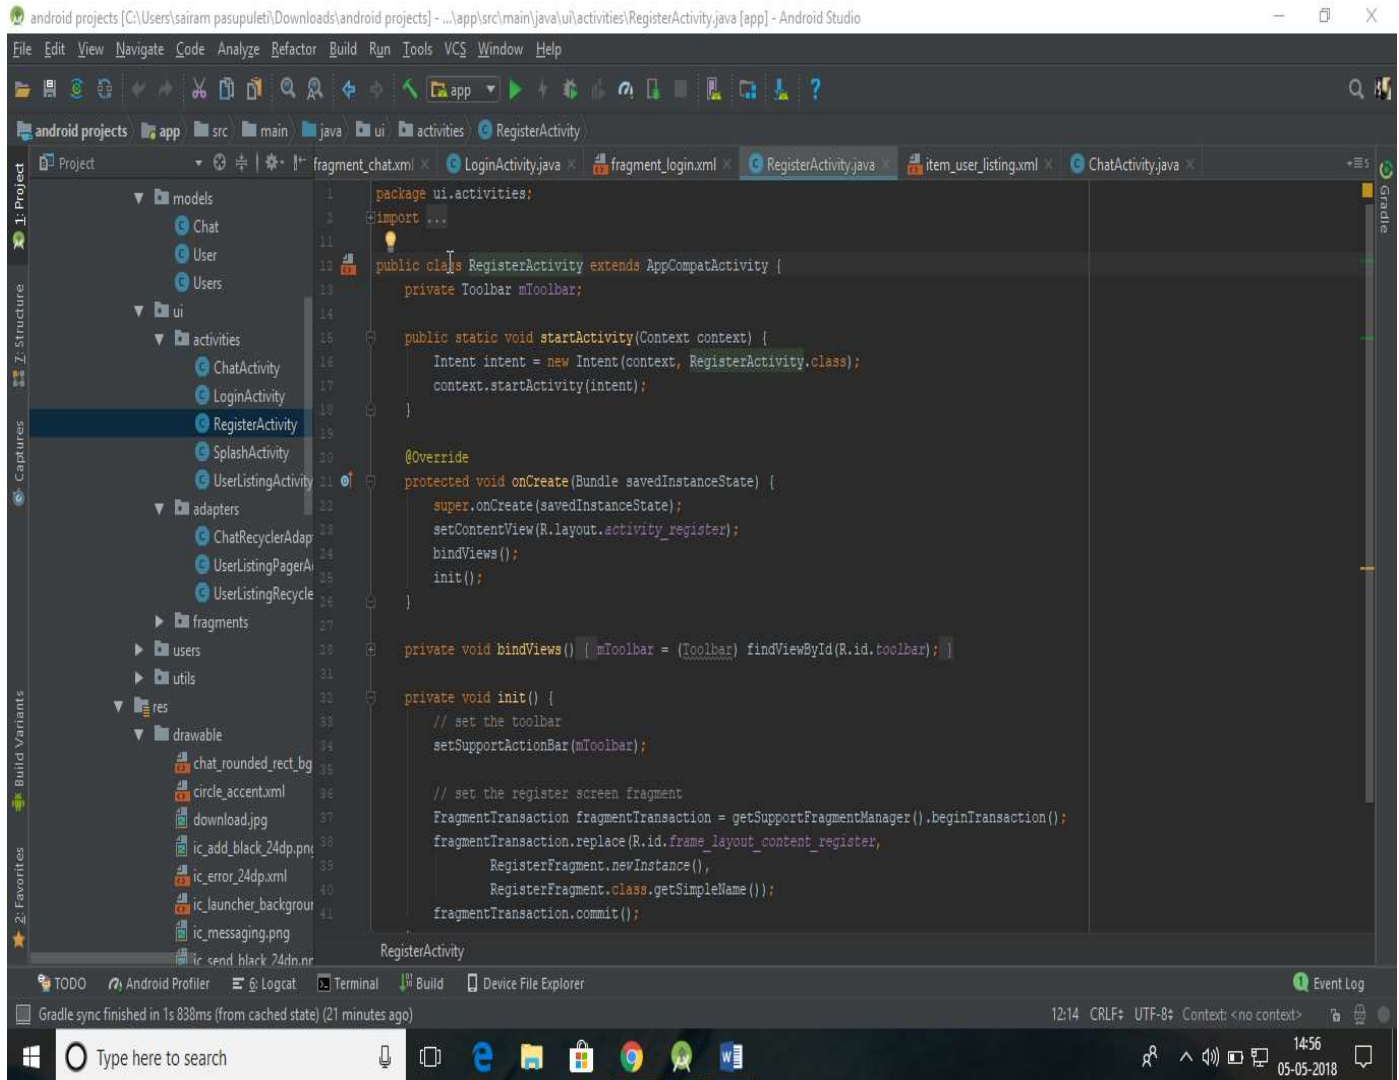 android projects [C:\Users\sairam pasupuleti\Downloads\android projects] - ...\app\src\main\java\ui\activities\RegisterActivity.java [app] - Android Studio
File Edit View Navigate Code Analyze Refactor Build Run Tools VCS Window Help
app
android projects app src main java ui activities RegisterActivity
Project
fragment_chat.xml LoginActivity.java fragment_login.xml RegisterActivity.java item_user_listing.xml ChatActivity.java
1: Project
7: Structure
Captures
Build Variants
2: Favorites
Gradle
models
Chat
User
Users
ui
activities
ChatActivity
LoginActivity
RegisterActivity
SplashActivity
UserListingActivity
adapters
ChatRecyclerAdap
UserListingPagerA
UserListingRecycle
fragments
users
utils
res
drawable
chat_rounded_rect_bg
circle_accent.xml
download.jpg
ic_add_black_24dp.png
ic_error_24dp.xml
ic_launcher_backgrour
ic_messaging.png
ic_send_black_24dp.pn
1 package ui.activities;
2 import ...
11
12 public class RegisterActivity extends AppCompatActivity {
13 private Toolbar mToolbar;
14
15 public static void startActivity(Context context) {
16 Intent intent = new Intent(context, RegisterActivity.class);
17 context.startActivity(intent);
18 }
19
20 @Override
21 protected void onCreate(Bundle savedInstanceState) {
22 super.onCreate(savedInstanceState);
23 setContentView(R.layout.activity_register);
24 bindViews();
25 init();
26 }
27
28 private void bindViews() { mToolbar = (Toolbar) findViewById(R.id.toolbar); }
31
32 private void init() {
33 // set the toolbar
34 setSupportActionBar(mToolbar);
35
36 // set the register screen fragment
37 FragmentTransaction fragmentTransaction = getSupportFragmentManager().beginTransaction();
38 fragmentTransaction.replace(R.id.frame_layout_content_register,
39 RegisterFragment.newInstance(),
40 RegisterFragment.class.getSimpleName());
41 fragmentTransaction.commit();
RegisterActivity
TODO Android Profiler 6: Logcat Terminal Build Device File Explorer 1 Event Log
Gradle sync finished in 1s 838ms (from cached state) (21 minutes ago) 12:14 CRLF UTF-8 Context: <no context>
Type here to search
14:56
05-05-2018